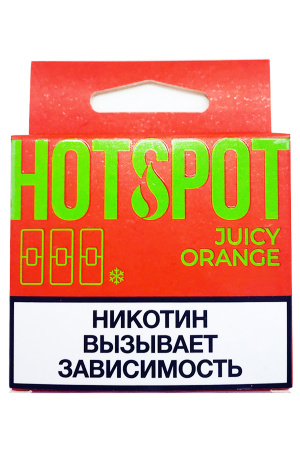 HOTSPOT
JUICY
ORANGE
НИКОТИН
ВЫЗЫВАЕТ
ЗАВИСИМОСТЬ